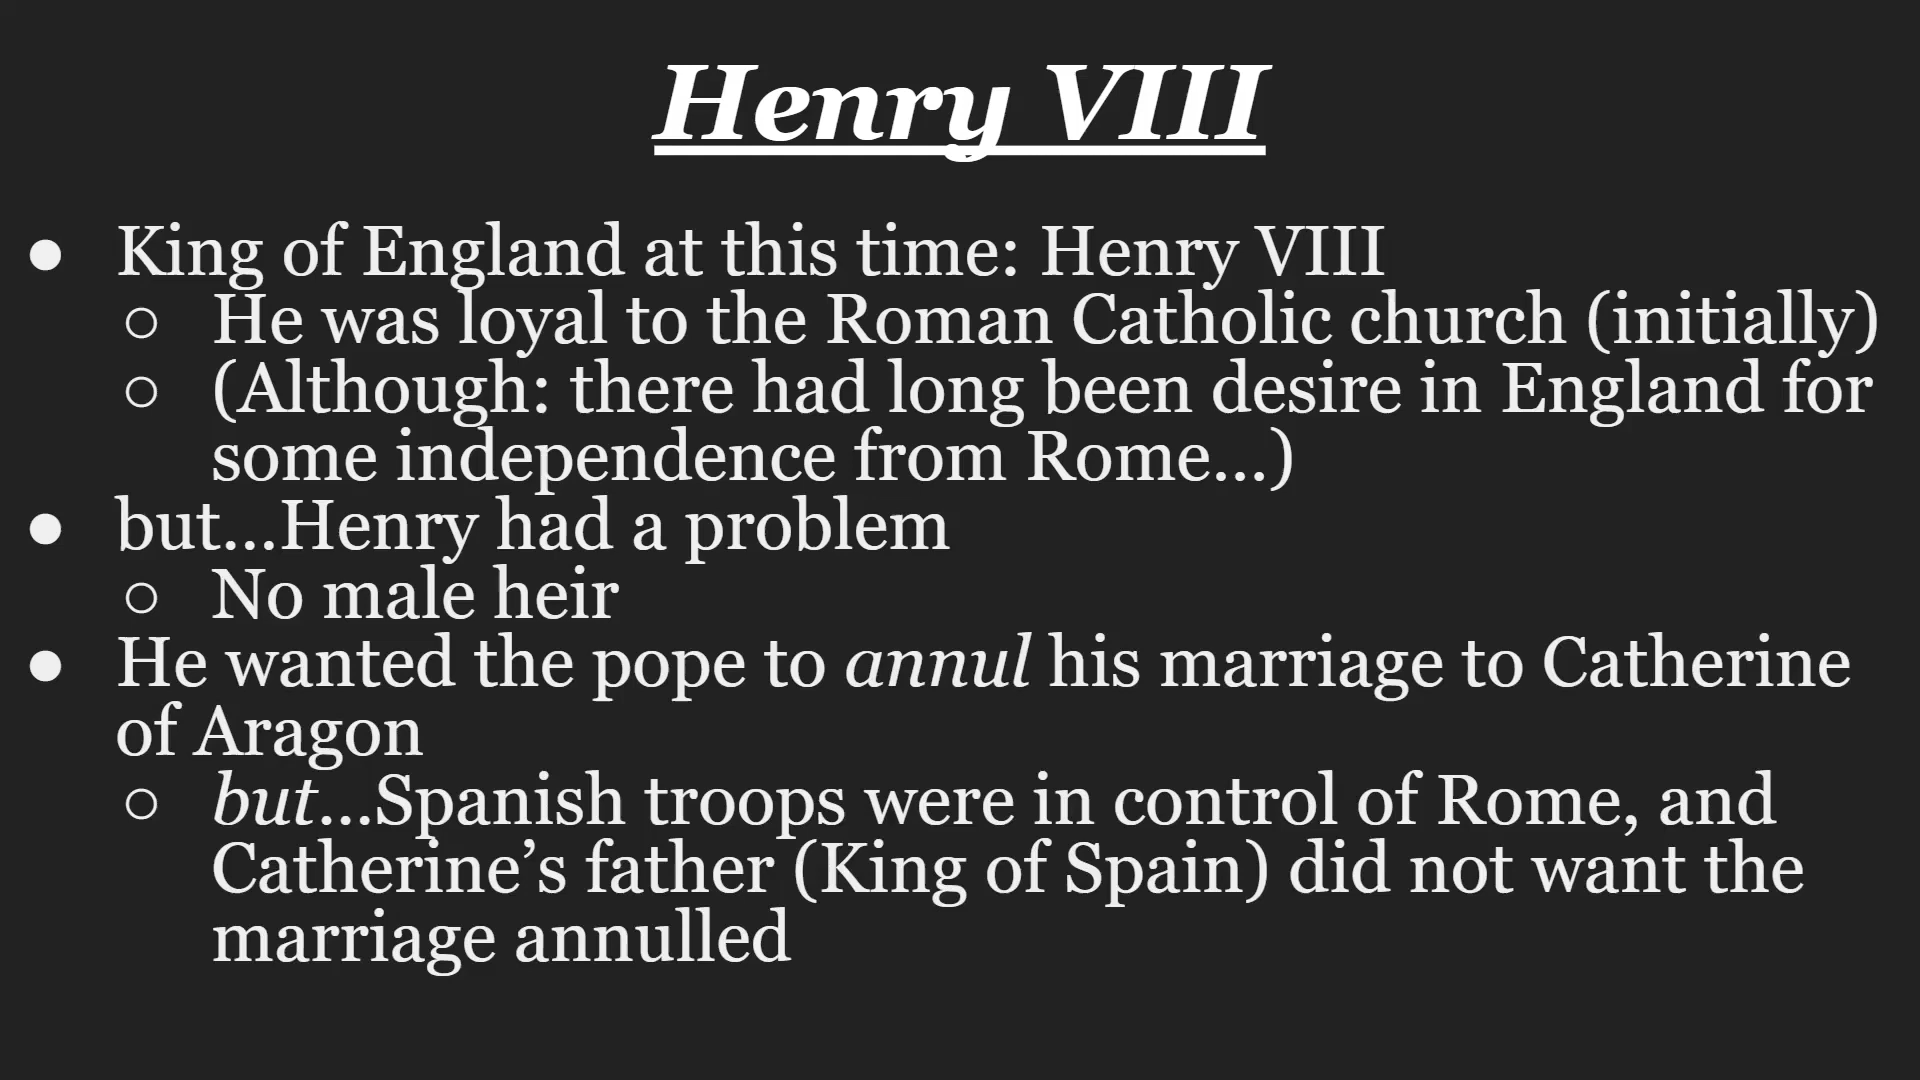 Henry VIII
● King of England at this time: Henry VIII
○ He was loyal to the Roman Catholic church (initially)
○ (Although: there had long been desire in England for
some independence from Rome...)
● but...Henry had a problem
○ No male heir
● He wanted the pope to annul his marriage to Catherine
of Aragon
○ but...Spanish troops were in control of Rome, and
Catherine’s father (King of Spain) did not want the
marriage annulled